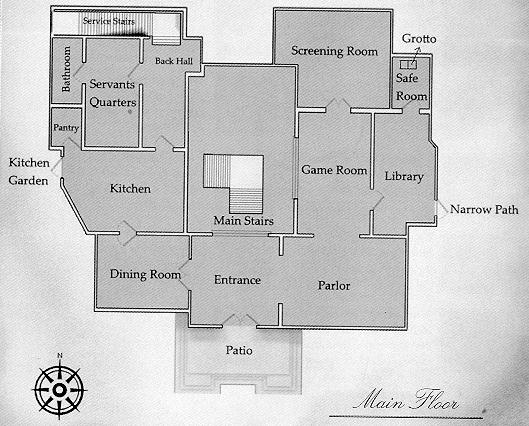 Service Stairs
Grotto
Screening Room
Bathroom
Back Hall
Servants
Quarters
Safe
Room
Pantry
Kitchen
Garden
Kitchen
Game Room
Library
Narrow Path
Main Stairs
Dining Room
Entrance
Parlor
Patio
N
Main Floor